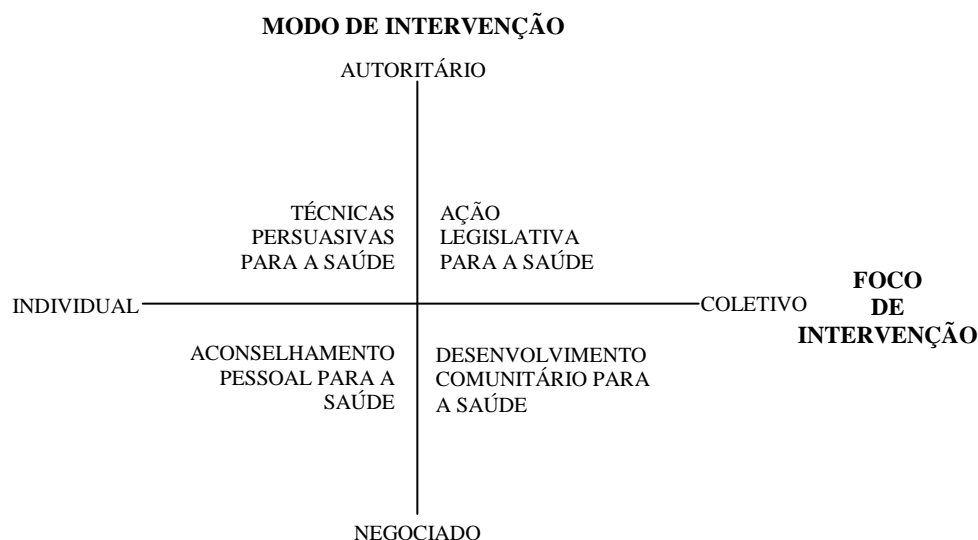 MODO DE INTERVENÇÃO
AUTORITÁRIO
TÉCNICAS
PERSUASIVAS
PARA A SAÚDE
AÇÃO
LEGISLATIVA
PARA A SAÚDE
INDIVIDUAL
COLETIVO
FOCO
DE
INTERVENÇÃO
ACONSELHAMENTO
PESSOAL PARA A
SAÚDE
DESENVOLVIMENTO
COMUNITÁRIO PARA
A SAÚDE
NEGOCIADO